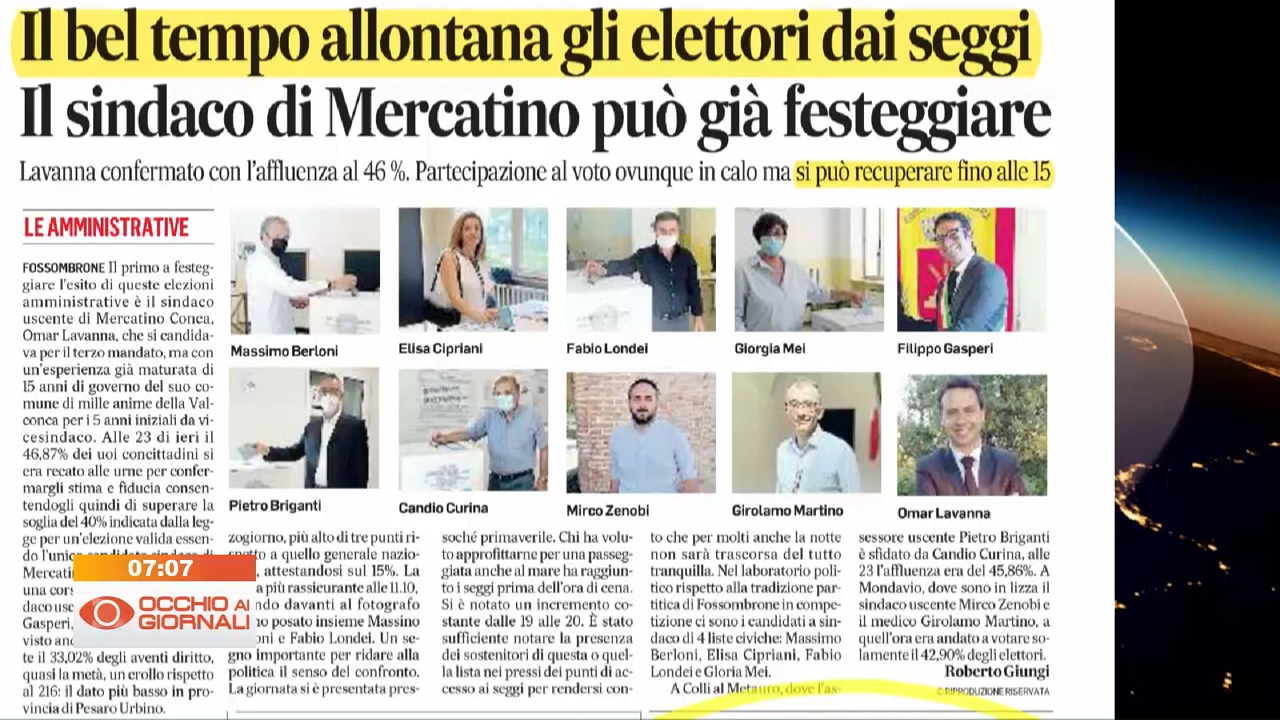 Il bel tempo allontana gli elettori dai seggi
Il sindaco di Mercatino può già festeggiare
Lavanna confermato con l'affluenza al 46 %. Partecipazione al voto ovunque in calo ma si può recuperare fino alle 15
LE AMMINISTRATIVE
FOSSOMBRONE Il primo a festeg-
giare l'esito di queste elezioni
amministrative è il sindaco
uscente di Mercatino Conca,
Omar Lavanna, che si candida-
va per il terzo mandato, ma con
un'esperienza già maturata di
15 anni di governo del suo co-
mune di mille anime della Val-
conca per i 5 anni iniziali da vi-
cesindaco. Alle 23 di ieri il
46,87% dei uoi concittadini si
era recato alle urne per confer-
margli stima e fiducia consen-
tendogli quindi di superare la
soglia del 40% indicata dalla leg-
ge per un'elezione valida essen-
do l'unico candidato sindaco di
Mercati
una cors
daco usc
Gasperi,
visto anc
te il 33,02% degli aventi diritto,
quasi la metà, un crollo rispetto
al 216: il dato più basso in pro-
vincia di Pesaro Urbino.
Massimo Berloni
Elisa Cipriani
Fabio Londei
Giorgia Mei
Filippo Gasperi
Pietro Briganti
Candio Curina
Mirco Zenobi
Girolamo Martino
Omar Lavanna
zogiorno, più alto di tre punti ri-
spetto a quello generale nazio-
, attestandosi sul 15%. La
a più rassicurante alle 11.10,
ndo davanti al fotografo
no posato insieme Massino
oni e Fabio Londei. Un se-
gno importante per ridare alla
politica il senso del confronto.
La giornata si è presentata pres-
soché primaverile. Chi ha volu-
to approfittarne per una passeg-
giata anche al mare ha raggiun-
to i seggi prima dell'ora di cena.
Si è notato un incremento co-
stante dalle 19 alle 20. È stato
sufficiente notare la presenza
dei sostenitori di questa o quel-
la lista nei pressi dei punti di ac-
cesso ai seggi per rendersi con-
to che per molti anche la notte
non sarà trascorsa del tutto
tranquilla. Nel laboratorio poli-
tico rispetto alla tradizione par-
titica di Fossombrone in compe-
tizione ci sono i candidati a sin-
daco di 4 liste civiche: Massimo
Berloni, Elisa Cipriani, Fabio
Londei e Gloria Mei.
A Colli al Metauro, dove l'as-
sessore uscente Pietro Briganti
è sfidato da Candio Curina, alle
23 l'affluenza era del 45,86%. A
Mondavio, dove sono in lizza il
sindaco uscente Mirco Zenobi e
il medico Girolamo Martino, a
quell'ora era andato a votare so-
lamente il 42,90% degli elettori.
Roberto Giungi
© RIPRODUZIONE RISERVATA
07:07
OCCHIO AI
GIORNALI